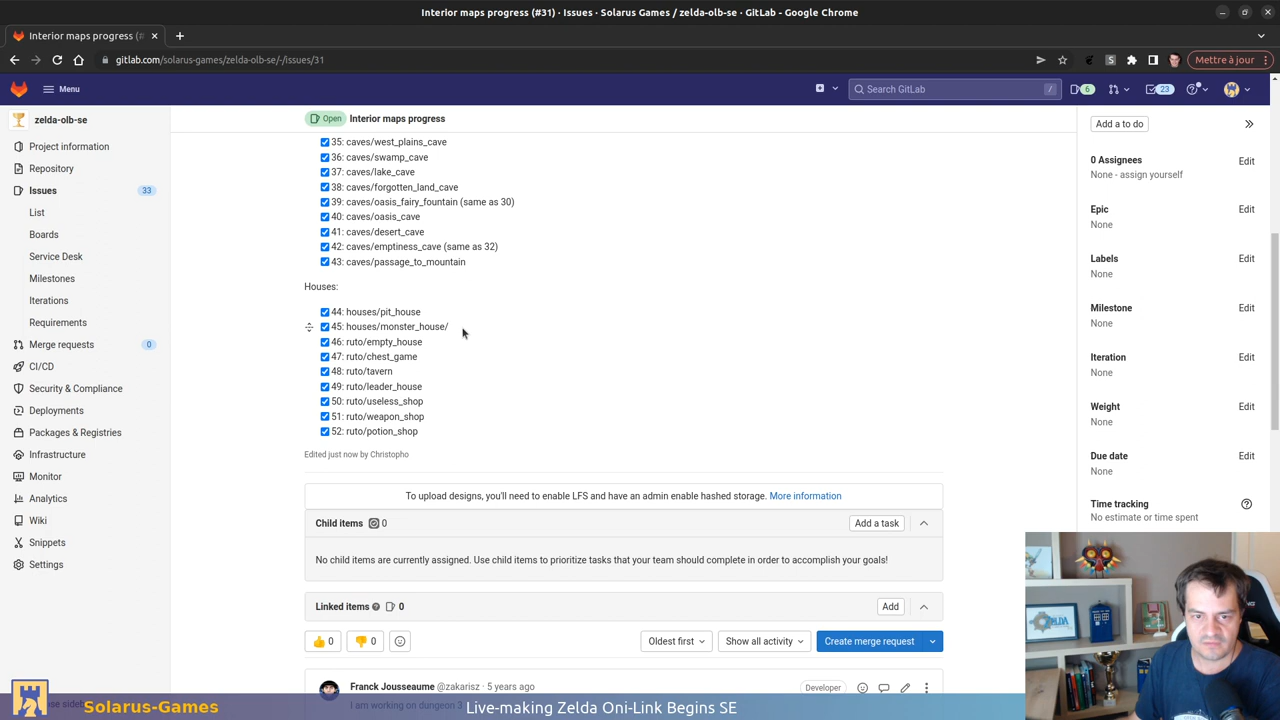 Interior maps progress (#31) · Issues · Solarus Games / zelda-olb-se · GitLab - Google Chrome
Interior maps progress (#
gitlab.com/solarus-games/zelda-olb-se/-/issues/31
Mettre à jour
Menu
Search GitLab
/
6
23
zelda-olb-se
Project information
Repository
Issues
33
List
Boards
Service Desk
Milestones
Iterations
Requirements
Merge requests
0
CI/CD
Security & Compliance
Deployments
Packages & Registries
Infrastructure
Monitor
Analytics
Wiki
Snippets
Settings
Open
Interior maps progress
35: caves/west_plains_cave
36: caves/swamp_cave
37: caves/lake_cave
38: caves/forgotten_land_cave
39: caves/oasis_fairy_fountain (same as 30)
40: caves/oasis_cave
41: caves/desert_cave
42: caves/emptiness_cave (same as 32)
43: caves/passage_to_mountain
Houses:
44: houses/pit_house
45: houses/monster_house/
46: ruto/empty_house
47: ruto/chest_game
48: ruto/tavern
49: ruto/leader_house
50: ruto/useless_shop
51: ruto/weapon_shop
52: ruto/potion_shop
Edited just now by Christopho
To upload designs, you'll need to enable LFS and have an admin enable hashed storage. More information
Child items 0
Add a task
No child items are currently assigned. Use child items to prioritize tasks that your team should complete in order to accomplish your goals!
Linked items 0
Add
0
0
Oldest first
Show all activity
Create merge request
Franck Jousseaume @zakarisz · 5 years ago
Developer
I am working on dungeon 3
Add a to do
0 Assignees
Edit
None - assign yourself
Epic
Edit
None
Labels
Edit
None
Milestone
Edit
None
Iteration
Edit
None
Weight
Edit
None
Due date
Edit
None
Time tracking
No estimate or time spent
Solarus-Games
Live-making Zelda Oni-Link Begins SE